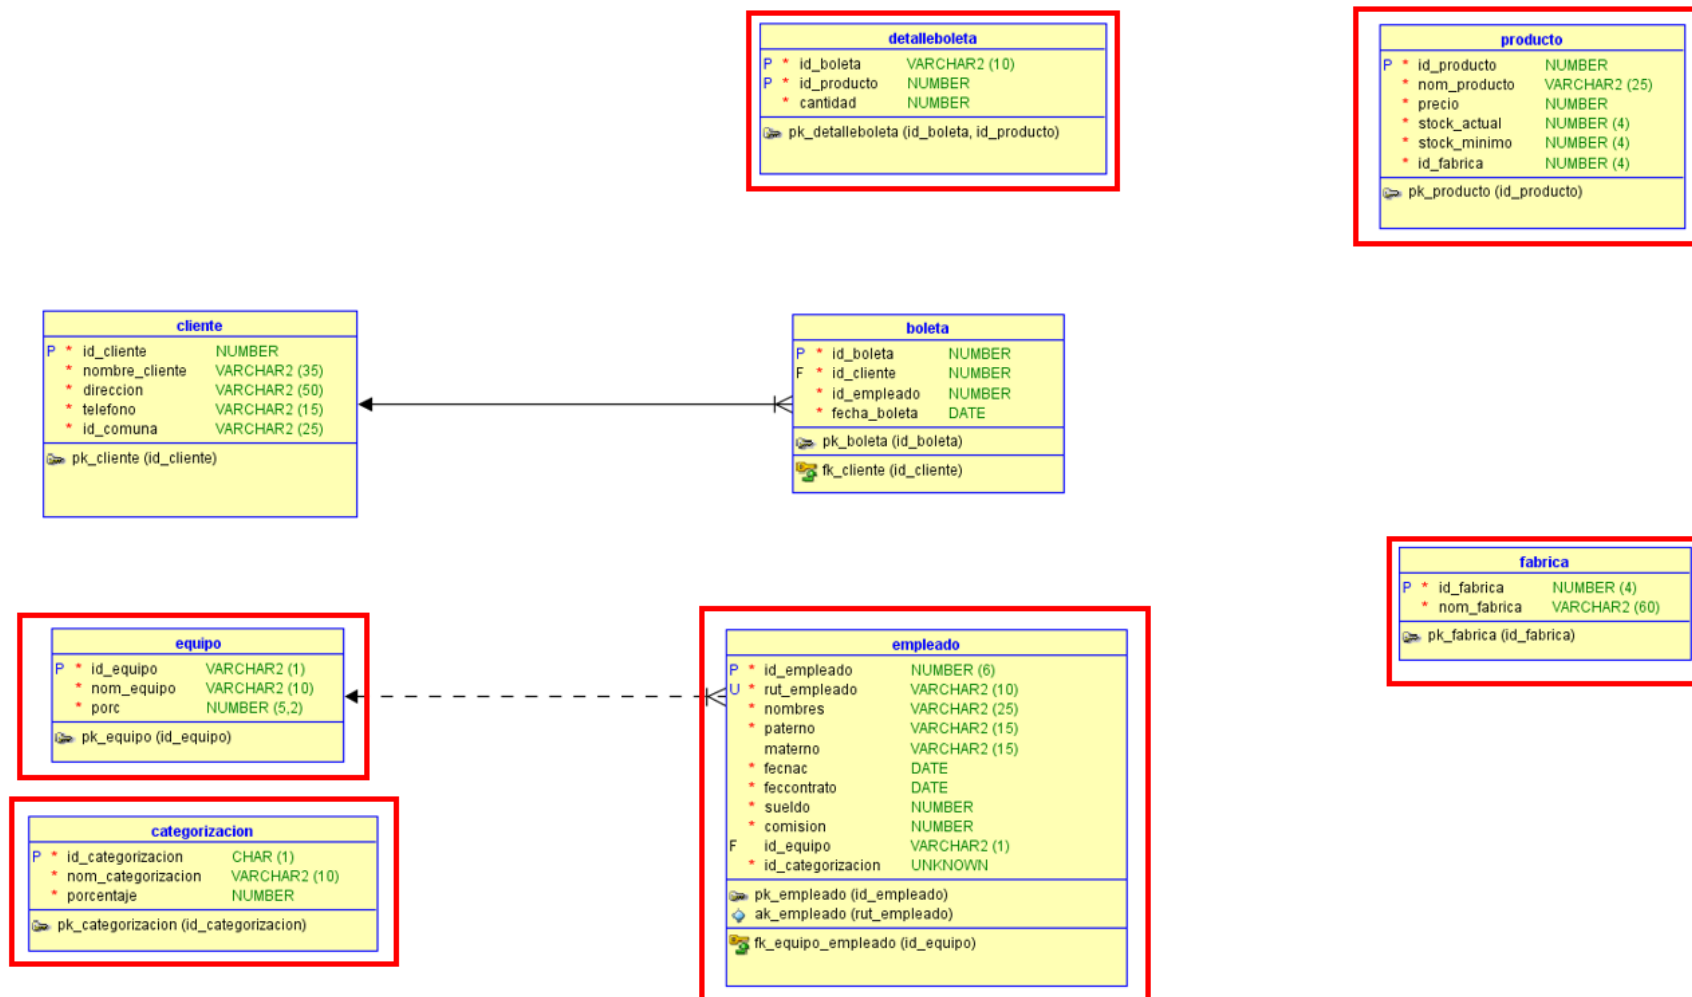 detalleboleta
P * id_boleta VARCHAR2 (10)
P * id_producto NUMBER
* cantidad NUMBER
pk_detalleboleta (id_boleta, id_producto)
producto
P * id_producto NUMBER
* nom_producto VARCHAR2 (25)
* precio NUMBER
* stock_actual NUMBER (4)
* stock_minimo NUMBER (4)
* id_fabrica NUMBER (4)
pk_producto (id_producto)
cliente
P * id_cliente NUMBER
* nombre_cliente VARCHAR2 (35)
* direccion VARCHAR2 (50)
* telefono VARCHAR2 (15)
* id_comuna VARCHAR2 (25)
pk_cliente (id_cliente)
boleta
P * id_boleta NUMBER
F * id_cliente NUMBER
* id_empleado NUMBER
* fecha_boleta DATE
pk_boleta (id_boleta)
fk_cliente (id_cliente)
fabrica
P * id_fabrica NUMBER (4)
* nom_fabrica VARCHAR2 (60)
pk_fabrica (id_fabrica)
equipo
P * id_equipo VARCHAR2 (1)
* nom_equipo VARCHAR2 (10)
* porc NUMBER (5,2)
pk_equipo (id_equipo)
empleado
P * id_empleado NUMBER (6)
U * rut_empleado VARCHAR2 (10)
* nombres VARCHAR2 (25)
* paterno VARCHAR2 (15)
materno VARCHAR2 (15)
* fecnac DATE
* feccontrato DATE
* sueldo NUMBER
* comision NUMBER
F id_equipo VARCHAR2 (1)
* id_categorizacion UNKNOWN
pk_empleado (id_empleado)
ak_empleado (rut_empleado)
fk_equipo_empleado (id_equipo)
categorizacion
P * id_categorizacion CHAR (1)
* nom_categorizacion VARCHAR2 (10)
* porcentaje NUMBER
pk_categorizacion (id_categorizacion)